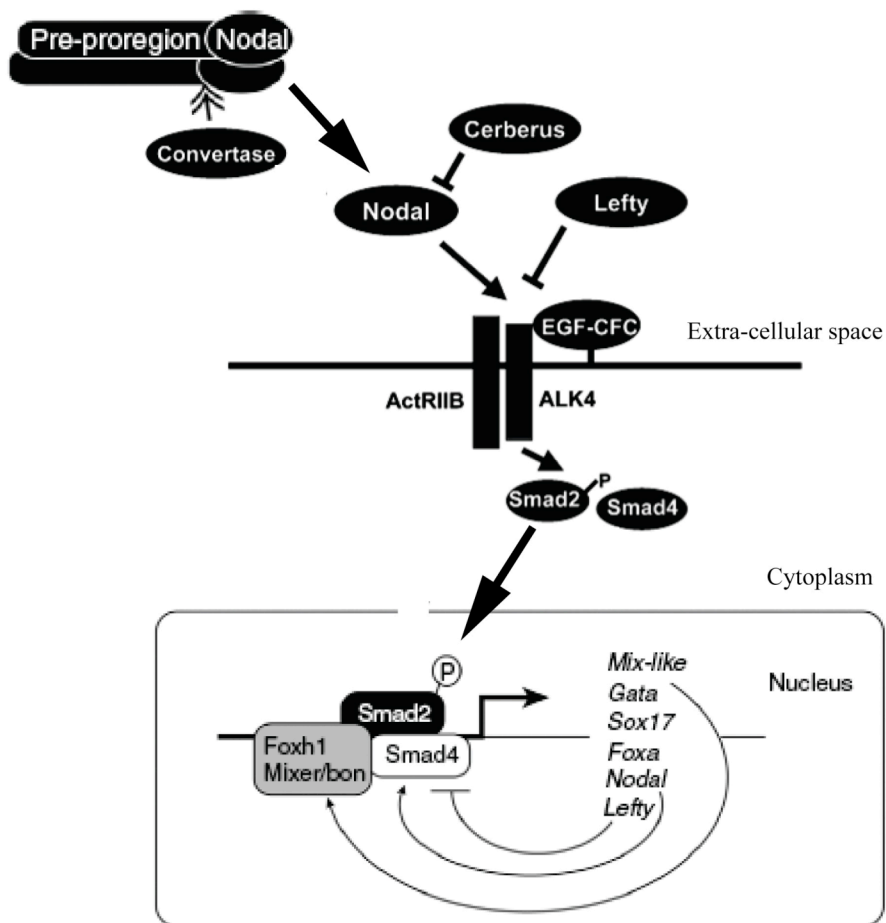 Pre-proregion Nodal
Convertase
Cerberus
Nodal
Lefty
EGF-CFC
Extra-cellular space
ActRIIB
ALK4
P
Smad2
Smad4
Cytoplasm
P
Mix-like
Nucleus
Gata
Smad2
Sox17
Foxh1
Smad4
Foxa
Mixer/bon
Nodal
Lefty